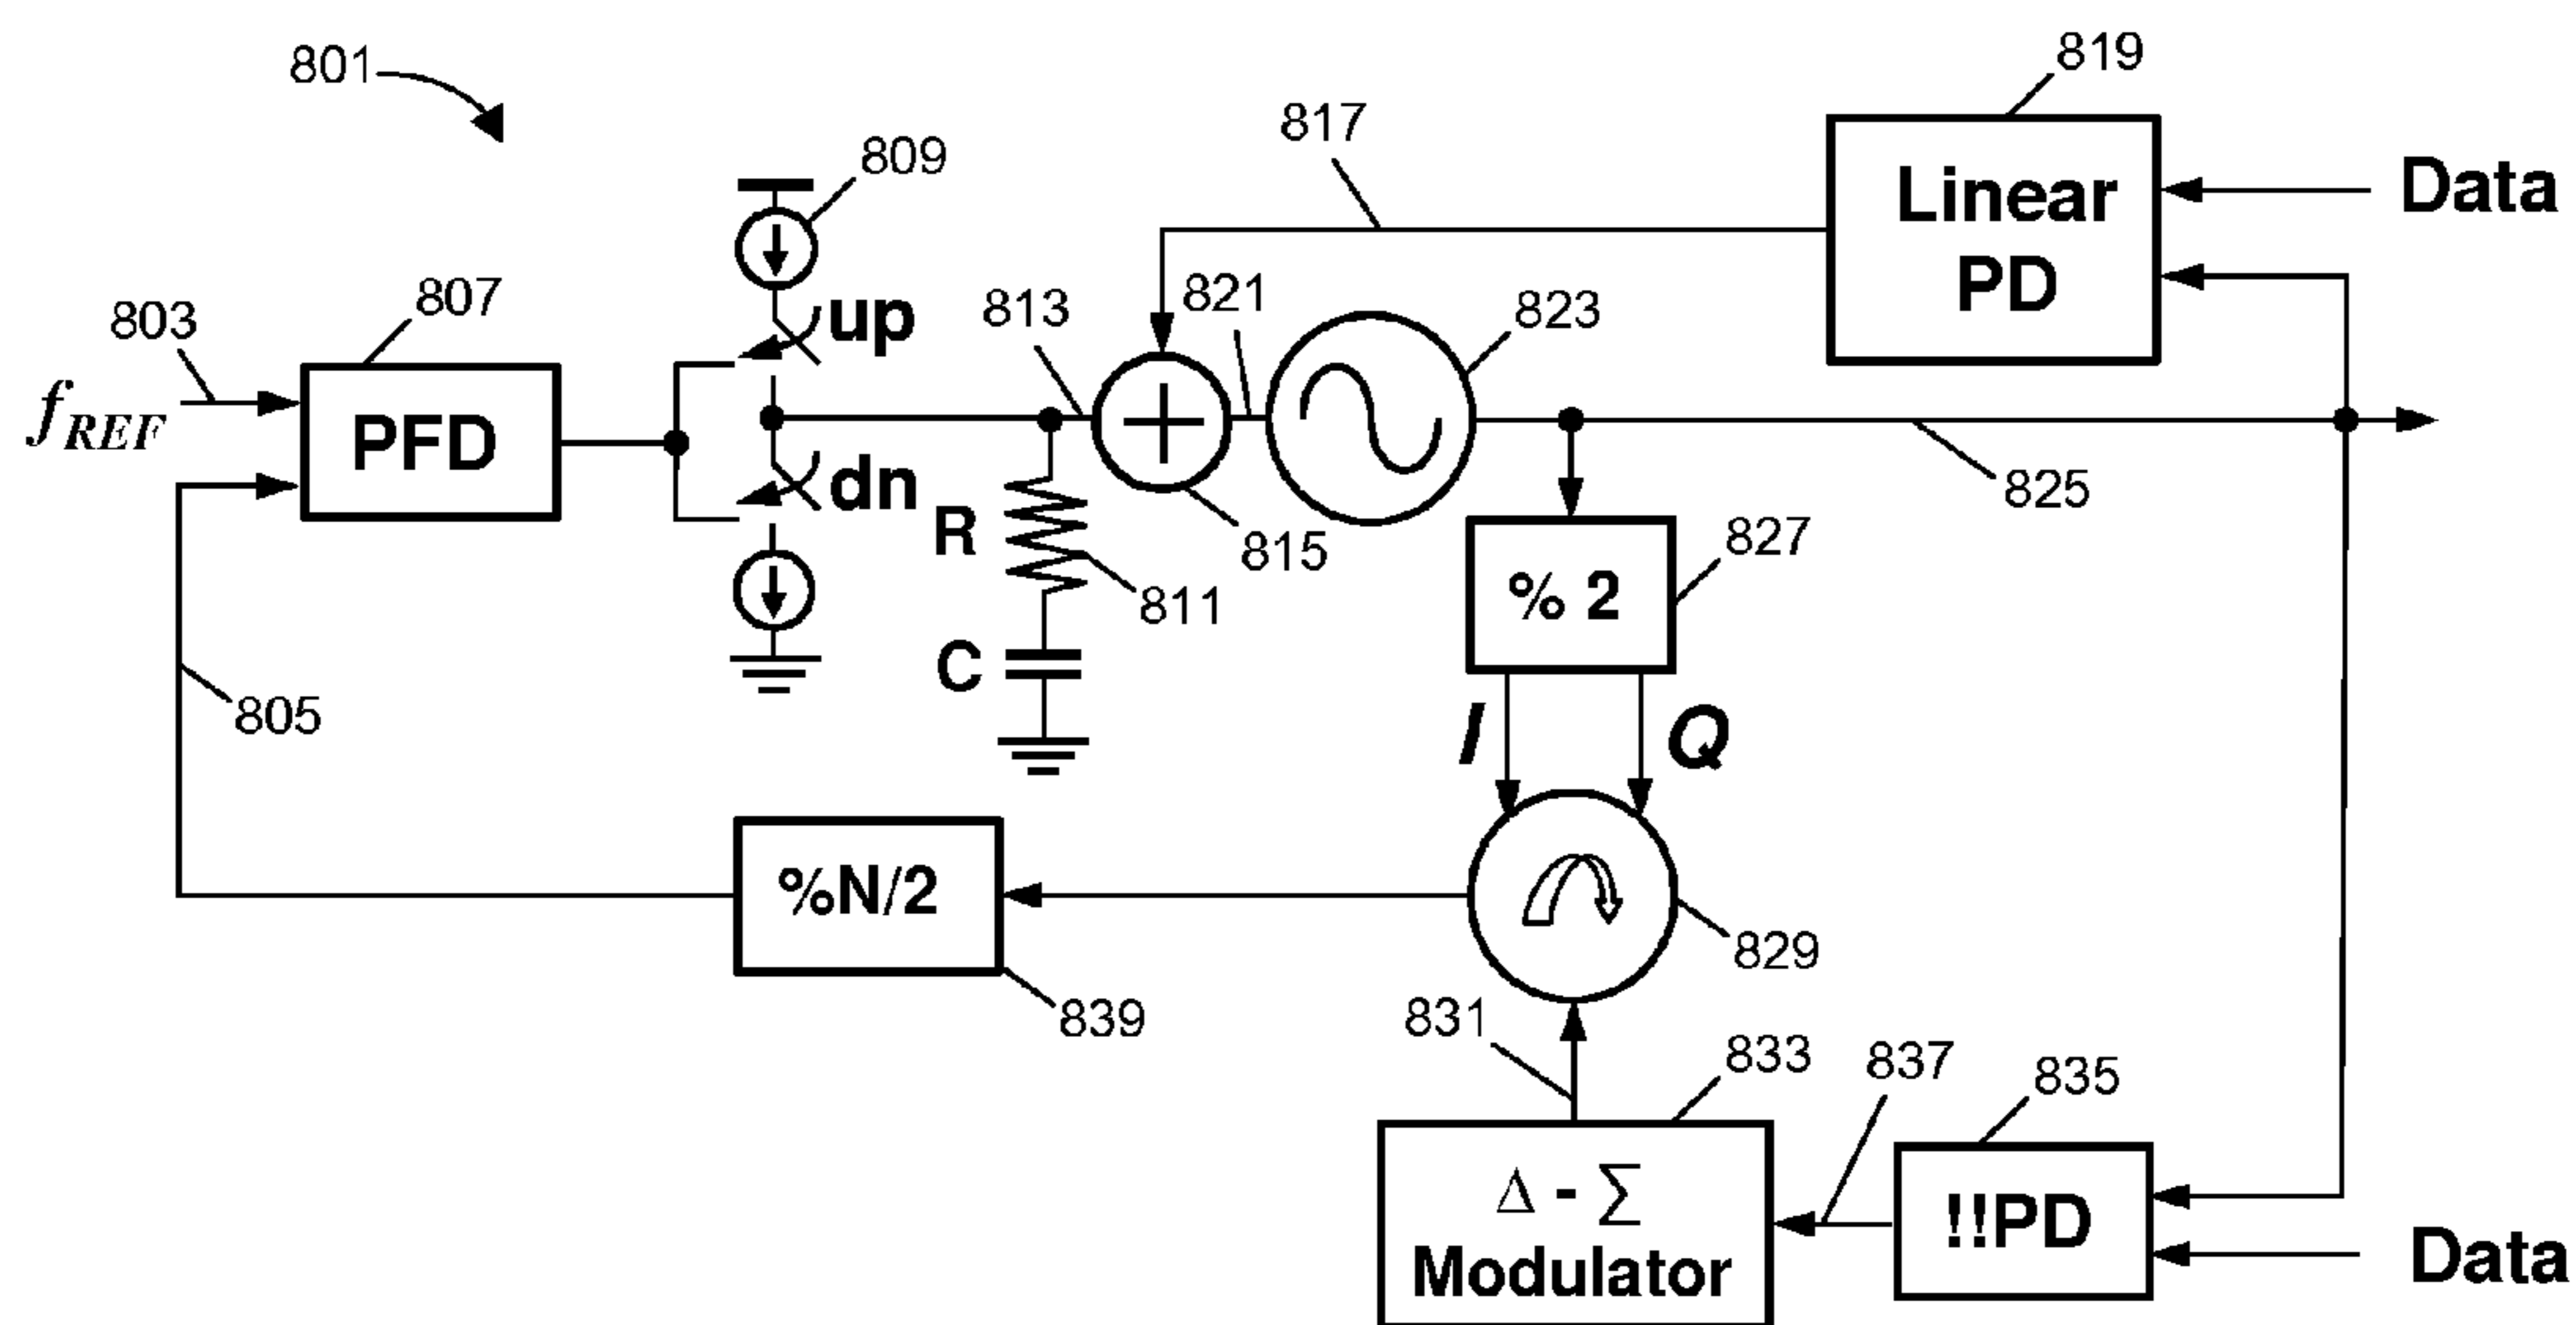 801
819
809
817
Linear
PD
Data
803
807
up
813
821
823
f_REF
PFD
dn
825
R
815
827
811
% 2
805
C
I
Q
%N/2
829
839
831
833
837
835
Δ - Σ
Modulator
!!PD
Data